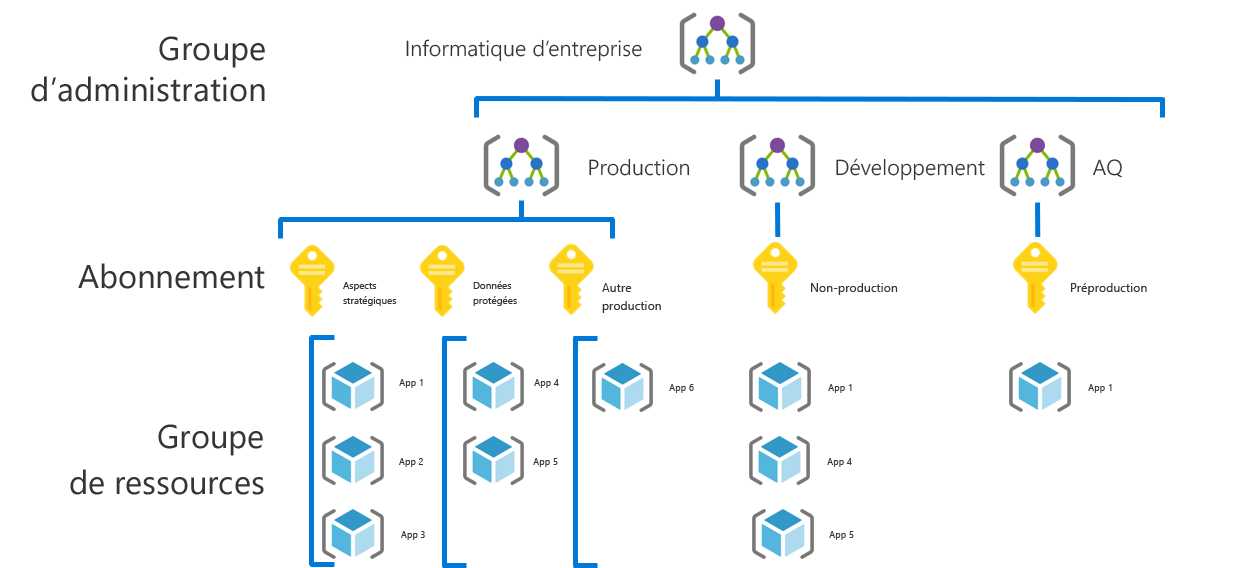 Groupe
d’administration
Informatique d’entreprise
Production
Développement
AQ
Abonnement
Aspects
stratégiques
Données
protégées
Autre
production
Non-production
Préproduction
Groupe
de ressources
App 1
App 4
App 6
App 1
App 1
App 2
App 5
App 4
App 3
App 5